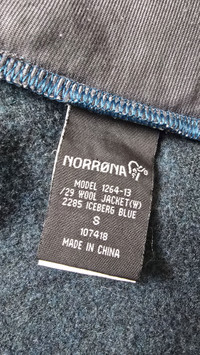 NORRØNA
MODEL 1264-13
/29 WOOL JACKET(W)
2285 ICEBERG BLUE
S
107418
MADE IN CHINA